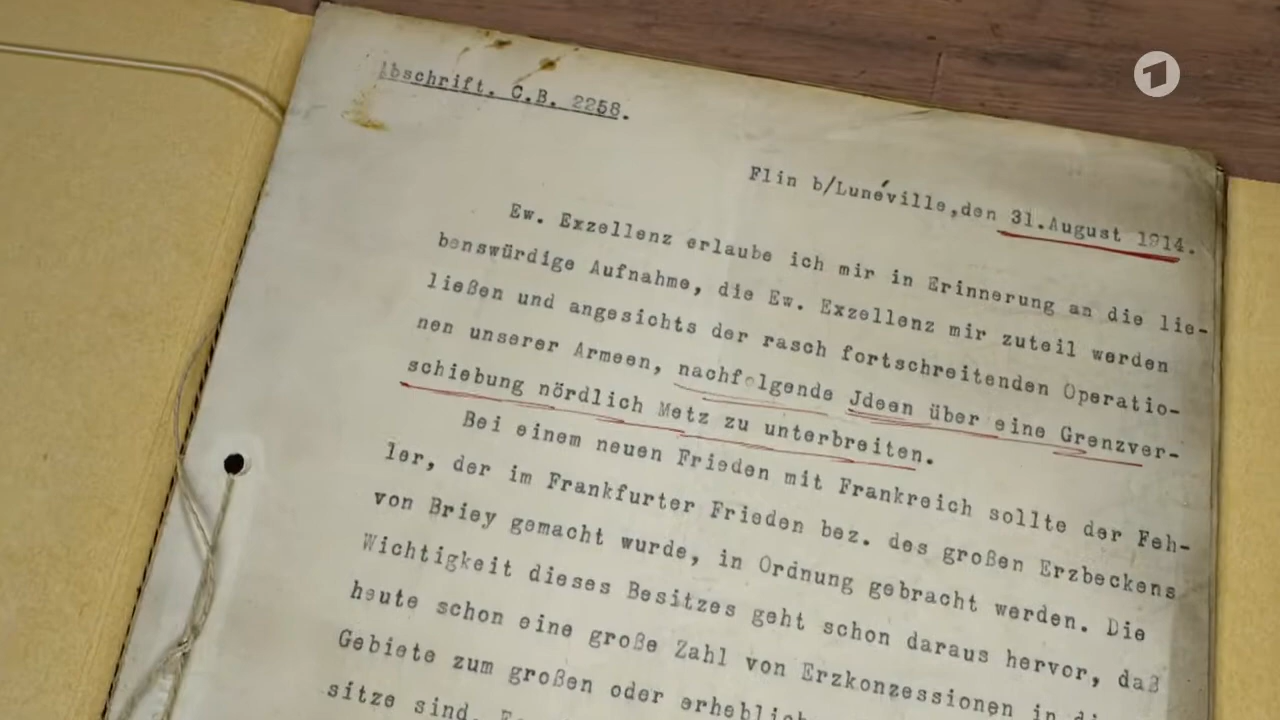 Abschrift. C.B. 2258.
Flin b/Lunéville,den 31.August 1914.
Ew. Exzellenz erlaube ich mir in Erinnerung an die lie-
benswürdige Aufnahme, die Ew. Exzellenz mir zuteil werden
ließen und angesichts der rasch fortschreitenden Operatio-
nen unserer Armeen, nachfolgende Jdeen über eine Grenzver-
schiebung nördlich Metz zu unterbreiten.
Bei einem neuen Frieden mit Frankreich sollte der Feh-
ler, der im Frankfurter Frieden bez. des großen Erzbeckens
von Briey gemacht wurde, in Ordnung gebracht werden. Die
Wichtigkeit dieses Besitzes geht schon daraus hervor, daß
heute schon eine große Zahl von Erzkonzessionen in
Gebiete zum großen oder
sitze sind.
1